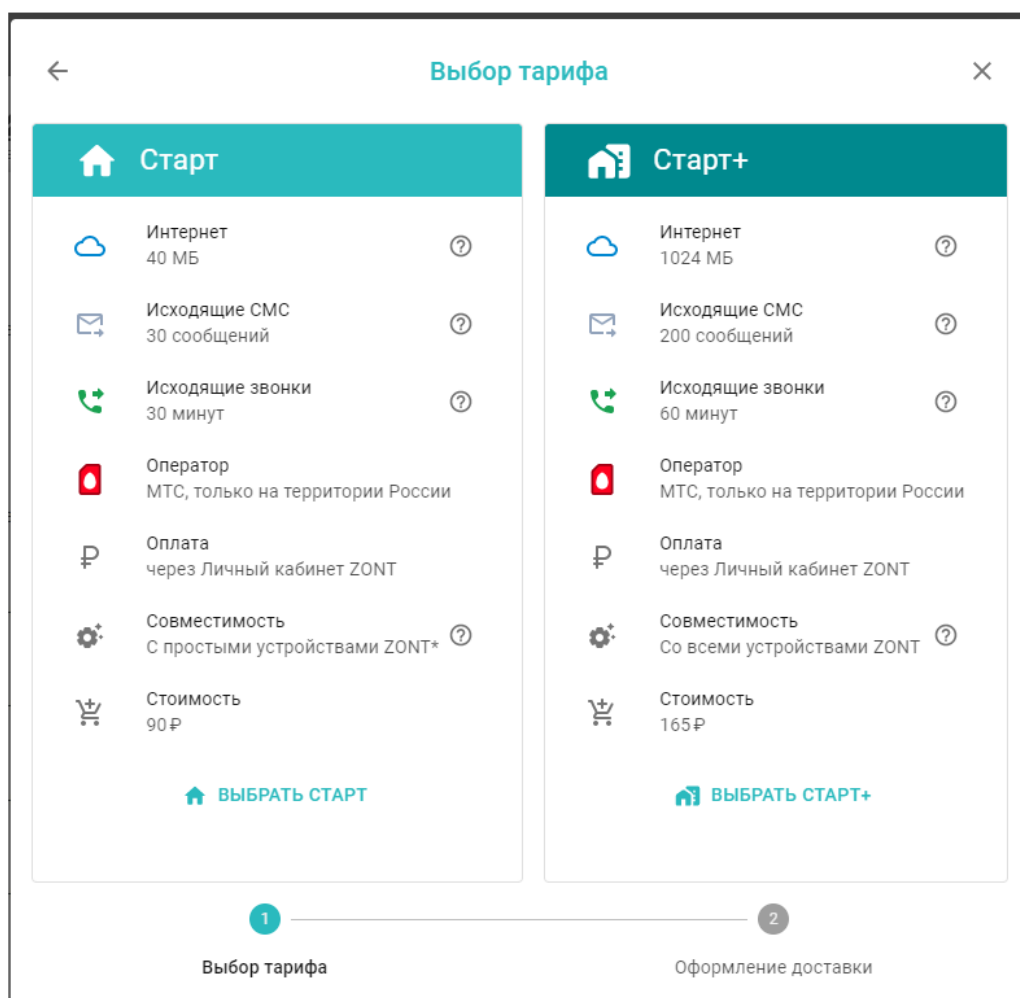 Выбор тарифа
Старт
Интернет
40 МБ
Исходящие СМС
30 сообщений
Исходящие звонки
30 минут
Оператор
МТС, только на территории России
Оплата
через Личный кабинет ZONT
Совместимость
С простыми устройствами ZONT*
Стоимость
90 ₽
ВЫБРАТЬ СТАРТ
Старт+
Интернет
1024 МБ
Исходящие СМС
200 сообщений
Исходящие звонки
60 минут
Оператор
МТС, только на территории России
Оплата
через Личный кабинет ZONT
Совместимость
Со всеми устройствами ZONT
Стоимость
165 ₽
ВЫБРАТЬ СТАРТ+
1
Выбор тарифа
2
Оформление доставки